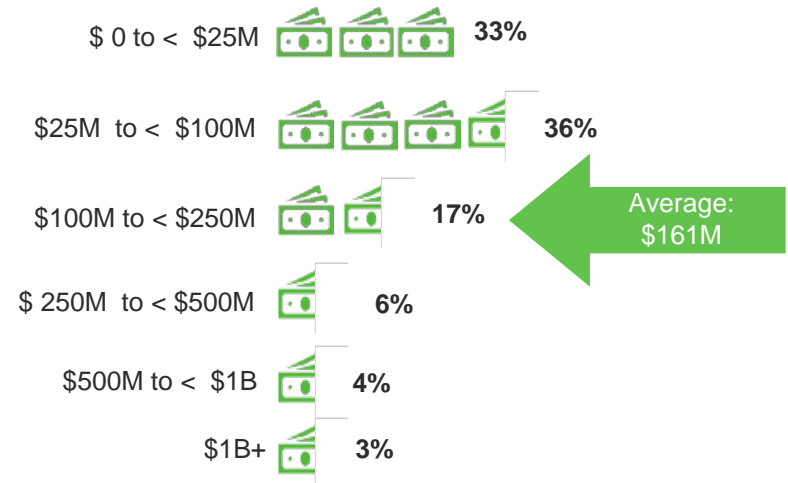 $ 0 to < $25M 33%
$25M to < $100M 36%
$100M to < $250M 17%
Average:
$161M
$ 250M to < $500M 6%
$500M to < $1B 4%
$1B+ 3%